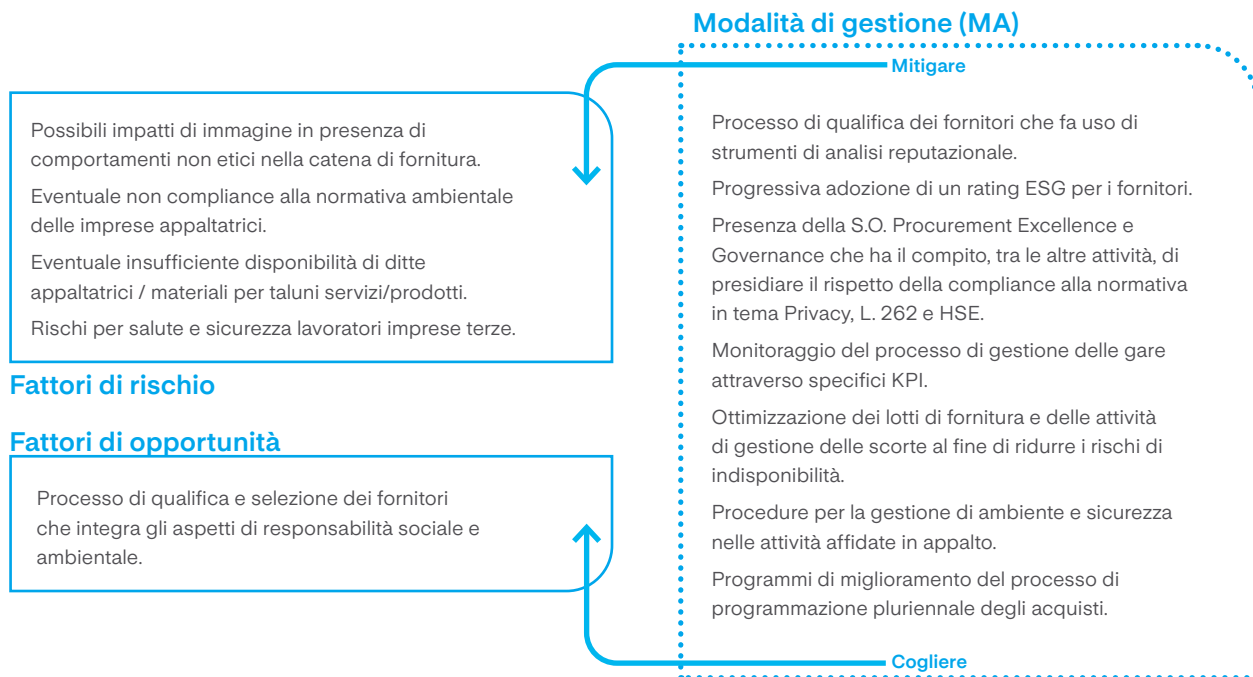 Modalità di gestione (MA)
Mitigare
Possibili impatti di immagine in presenza di
comportamenti non etici nella catena di fornitura.
Eventuale non compliance alla normativa ambientale
delle imprese appaltatrici.
Eventuale insufficiente disponibilità di ditte
appaltatrici / materiali per taluni servizi/prodotti.
Rischi per salute e sicurezza lavoratori imprese terze.
Fattori di rischio
Fattori di opportunità
Processo di qualifica e selezione dei fornitori
che integra gli aspetti di responsabilità sociale e
ambientale.
Processo di qualifica dei fornitori che fa uso di
strumenti di analisi reputazionale.
Progressiva adozione di un rating ESG per i fornitori.
Presenza della S.O. Procurement Excellence e
Governance che ha il compito, tra le altre attività, di
presidiare il rispetto della compliance alla normativa
in tema Privacy, L. 262 e HSE.
Monitoraggio del processo di gestione delle gare
attraverso specifici KPI.
Ottimizzazione dei lotti di fornitura e delle attività
di gestione delle scorte al fine di ridurre i rischi di
indisponibilità.
Procedure per la gestione di ambiente e sicurezza
nelle attività affidate in appalto.
Programmi di miglioramento del processo di
programmazione pluriennale degli acquisti.
Cogliere